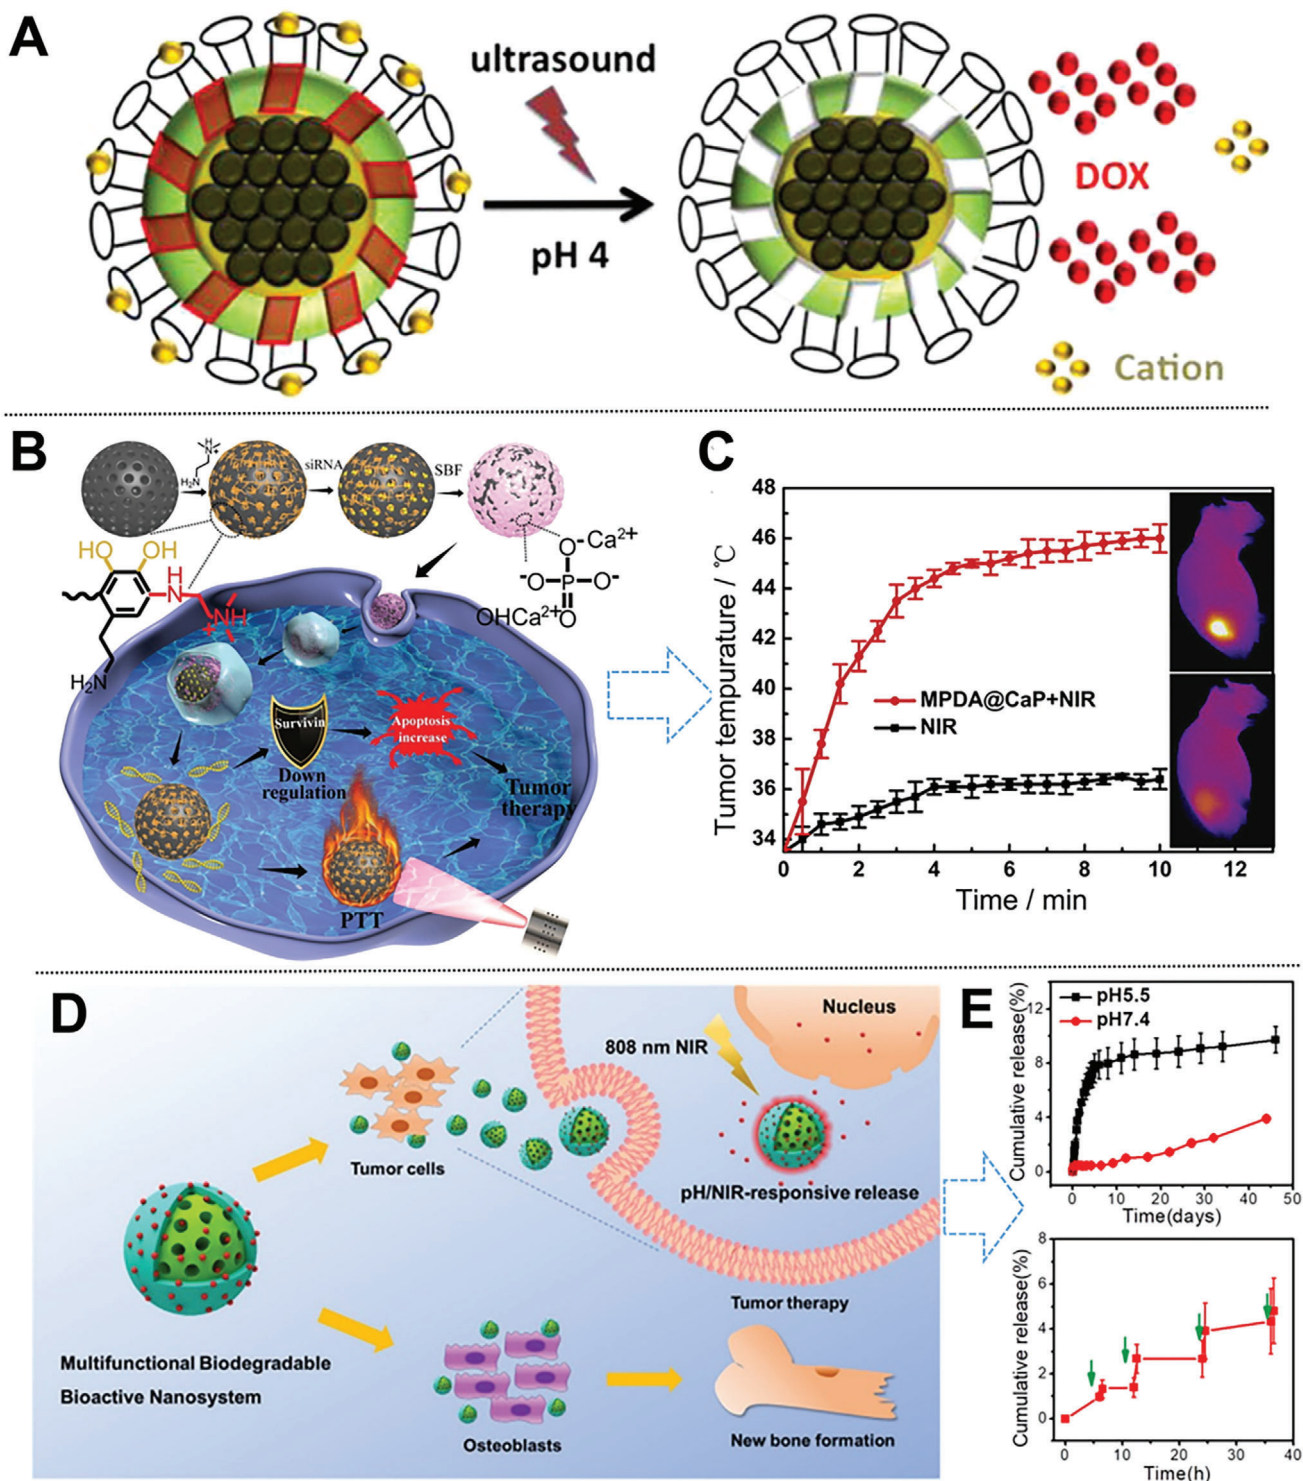 A
ultrasound
pH 4
DOX
Cation
B
H
N
+
H₂N
siRNA
SBF
HO
OH
H
N
NH
+
H₂N
O-Ca²⁺
⁻O-P-O⁻
OHCa²⁺O
Survivin
Down
regulation
Apoptosis
increase
Tumor
therapy
PTT
C
Tumor tempurature / ℃
48
46
44
42
40
38
36
34
MPDA@CaP+NIR
NIR
0
2
4
6
8
10
12
Time / min
D
Nucleus
808 nm NIR
Tumor cells
pH/NIR-responsive release
Tumor therapy
Multifunctional Biodegradable
Bioactive Nanosystem
Osteoblasts
New bone formation
E
Cumulative release(%)
12
8
4
0
pH5.5
pH7.4
0
10
20
30
40
50
Time(days)
Cumulative release(%)
8
6
4
2
0
0
10
20
30
40
Time(h)